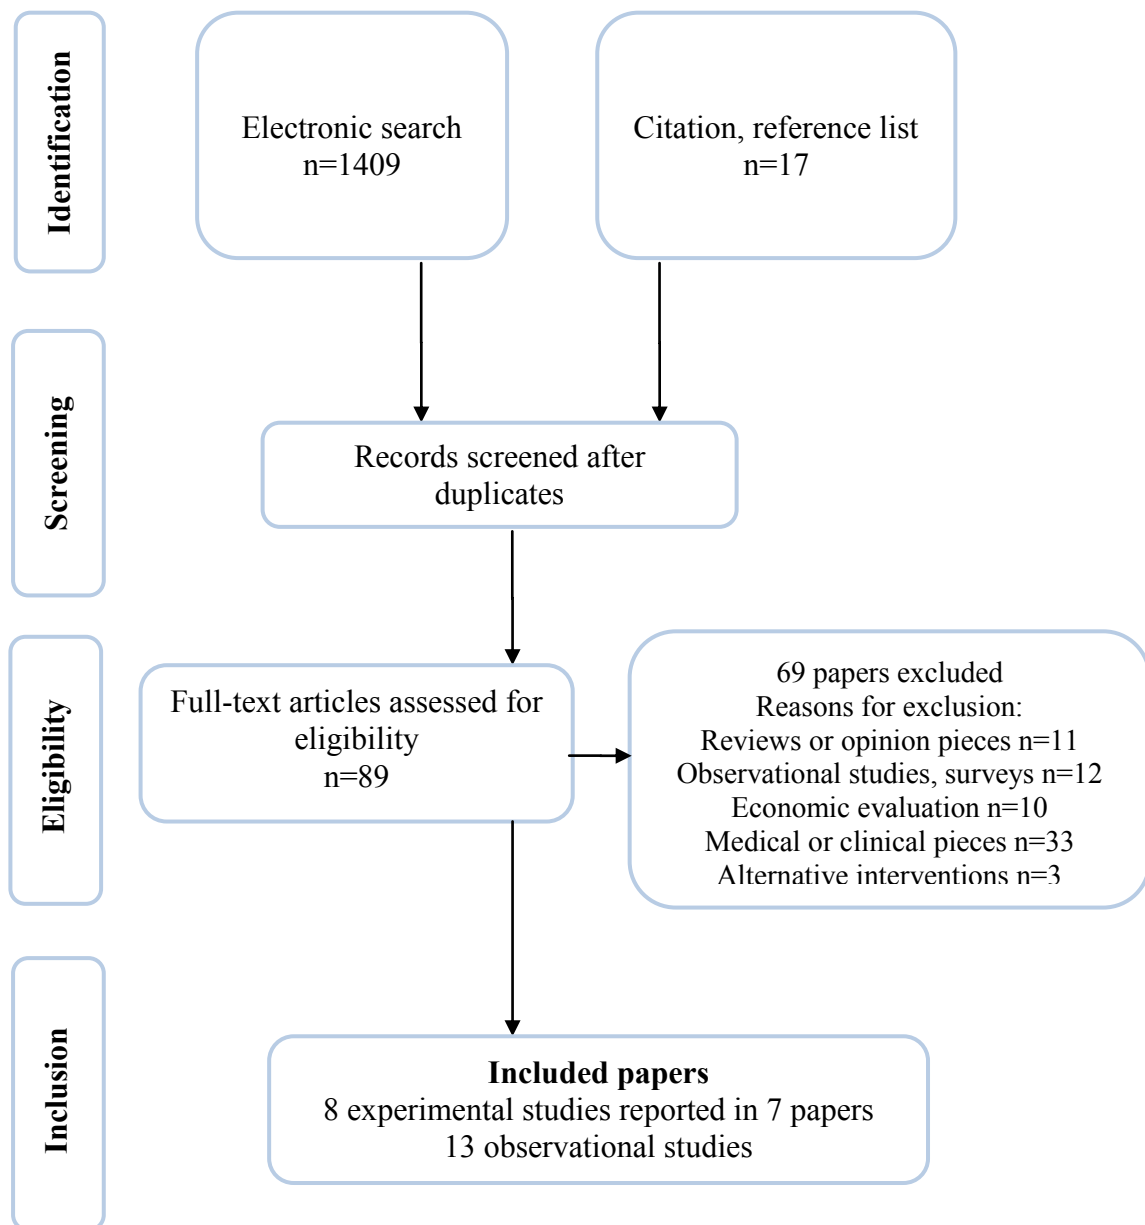 Identification
Electronic search
n=1409
Citation, reference list
n=17
Screening
Records screened after
duplicates
Eligibility
Full-text articles assessed for
eligibility
n=89
69 papers excluded
Reasons for exclusion:
Reviews or opinion pieces n=11
Observational studies, surveys n=12
Economic evaluation n=10
Medical or clinical pieces n=33
Alternative interventions n=3
Inclusion
Included papers
8 experimental studies reported in 7 papers
13 observational studies